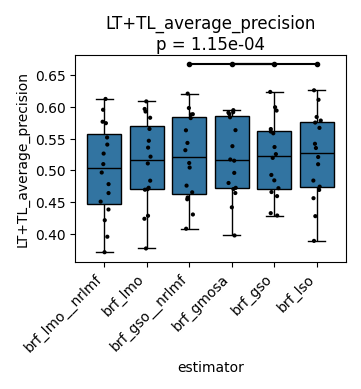 LT+TL_average_precision
p = 1.15e-04
LT+TL_average_precision
0.65
0.60
0.55
0.50
0.45
0.40
brf_lmo__nrlmf
brf_lmo
brf_gso__nrlmf
brf_gmosa
brf_gso
brf_lso
estimator